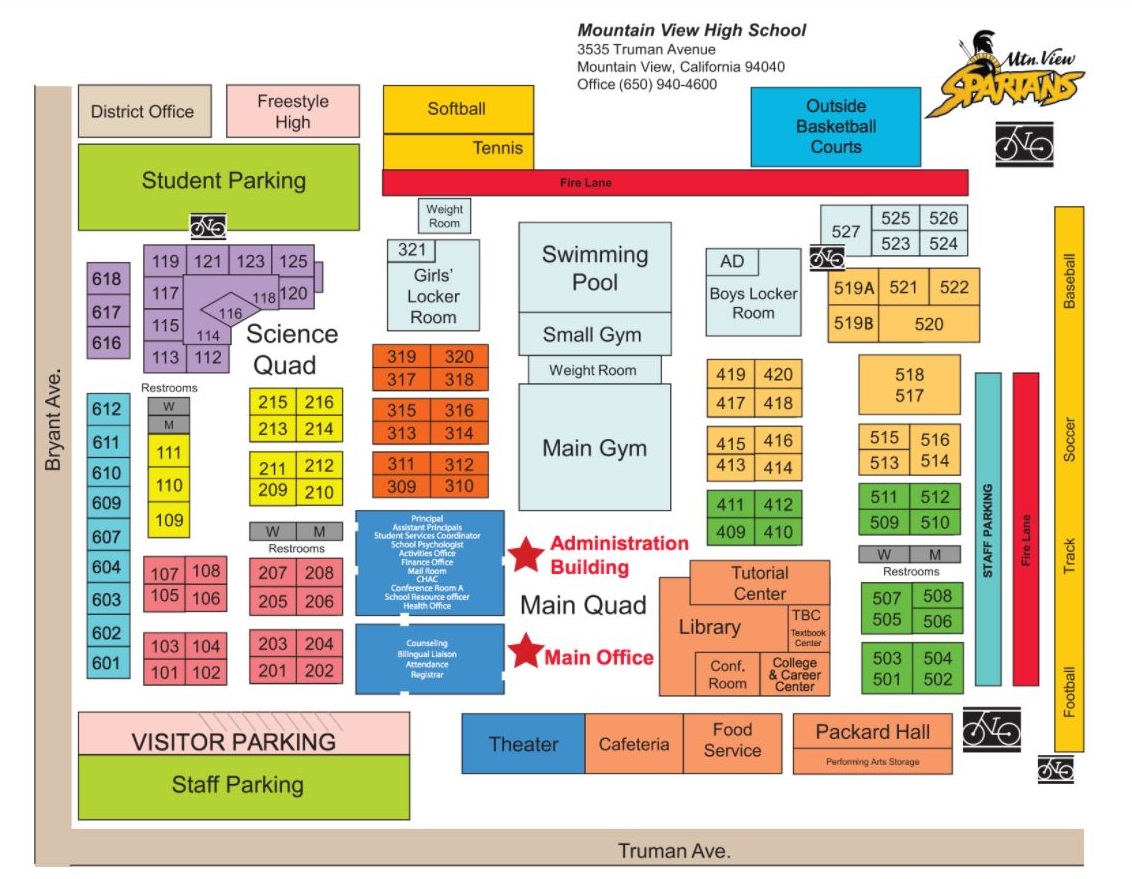 Mountain View High School
3535 Truman Avenue
Mountain View, California 94040
Office (650) 940-4600
Mtn. View
SPARTANS
District Office
Freestyle
High
Softball
Tennis
Outside
Basketball
Courts
Student Parking
Fire Lane
Bryant Ave.
618
617
616
119 121 123 125
117
118 120
116
115
114
113 112
Science
Quad
Weight
Room
321
Girls'
Locker
Room
Swimming
Pool
Small Gym
Weight Room
Main Gym
AD
Boys Locker
Room
527
525 526
523 524
519A 521 522
519B 520
518
517
Baseball
Soccer
Track
Football
612
611
610
609
607
604
603
602
601
Restrooms
W
M
111
110
109
215 216
213 214
211 212
209 210
W M
Restrooms
107 108
105 106
103 104
101 102
207 208
205 206
203 204
201 202
319 320
317 318
315 316
313 314
311 312
309 310
Principal
Assistant Principals
Student Services Coordinator
School Psychologist
Activities Office
Finance Office
Mail Room
CHAC
Conference Room A
School Resource officer
Health Office
Counseling
Bilingual Liaison
Attendance
Registrar
Administration
Building
Main Quad
Main Office
419 420
417 418
415 416
413 414
411 412
409 410
Tutorial
Center
Library
TBC
Textbook
Center
Conf.
Room
College
& Career
Center
515 516
513 514
511 512
509 510
W M
Restrooms
507 508
505 506
503 504
501 502
STAFF PARKING
Fire Lane
VISITOR PARKING
Staff Parking
Theater
Cafeteria
Food
Service
Packard Hall
Performing Arts Storage
Truman Ave.